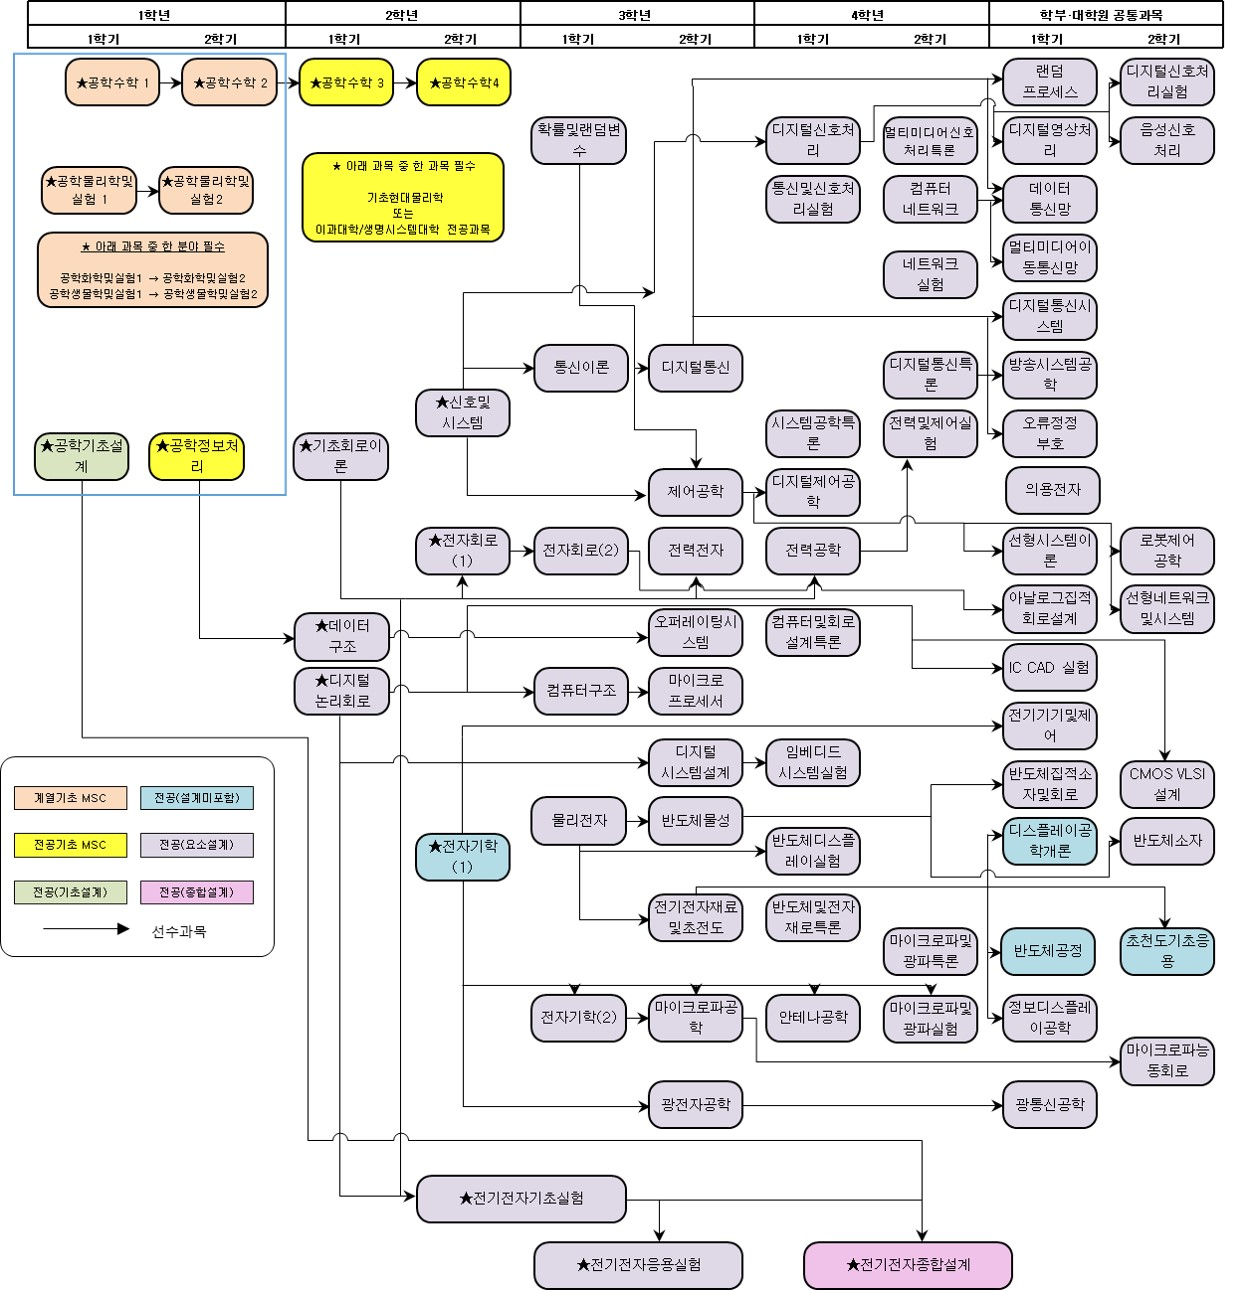 1학년 2학년 3학년 4학년 학부·대학원 공통과목
1학기 2학기 1학기 2학기 1학기 2학기 1학기 2학기 1학기 2학기
★공학수학 1
★공학수학 2
★공학수학 3
★공학수학4
랜덤
프로세스
디지털신호처
리실험
확률및랜덤변
수
디지털신호처
리
멀티미디어신호
처리특론
디지털영상처
리
음성신호
처리
★공학물리학및
실험 1
★공학물리학및
실험2
★ 아래 과목 중 한 과목 필수
기초현대물리학
또는
이과대학/생명시스템대학 전공과목
통신및신호처
리실험
컴퓨터
네트워크
데이터
통신망
★ 아래 과목 중 한 분야 필수
공학화학및실험1 → 공학화학및실험2
공학생물학및실험1 → 공학생물학및실험2
네트워크
실험
멀티미디어이
동통신망
디지털통신시
스템
통신이론
디지털통신
디지털통신특
론
방송시스템공
학
★신호및
시스템
시스템공학특
론
전력및제어실
험
오류정정
부호
★공학기초설
계
★공학정보처
리
★기초회로이
론
제어공학
디지털제어공
학
의용전자
★전자회로
(1)
전자회로(2)
전력전자
전력공학
선형시스템이
론
로봇제어
공학
★데이터
구조
오퍼레이팅시
스템
컴퓨터및회로
설계특론
아날로그집적
회로설계
선형네트워크
및시스템
★디지털
논리회로
컴퓨터구조
마이크로
프로세서
IC CAD 실험
전기기기및제
어
디지털
시스템설계
임베디드
시스템실험
반도체집적소
자및회로
CMOS VLSI
설계
계열기초 MSC
전공(설계미포함)
전공기초 MSC
전공(요소설계)
전공(기초설계)
전공(종합설계)
선수과목
★전자기학
(1)
물리전자
반도체물성
반도체디스플
레이실험
디스플레이공
학개론
반도체소자
전기전자재료
및초전도
반도체및전자
재료특론
마이크로파및
광파특론
반도체공정
초전도기초응
용
전자기학(2)
마이크로파공
학
안테나공학
마이크로파및
광파실험
정보디스플레
이공학
마이크로파능
동회로
광전자공학
광통신공학
★전기전자기초실험
★전기전자응용실험
★전기전자종합설계